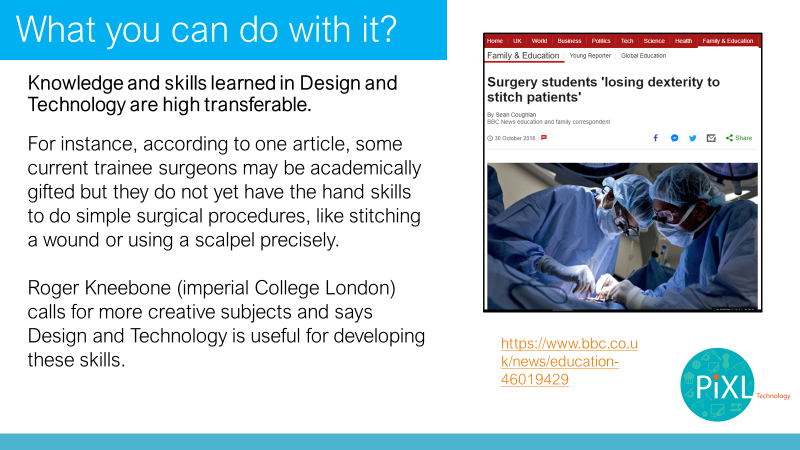 What you can do with it?
Knowledge and skills learned in Design and
Technology are high transferable.
For instance, according to one article, some
current trainee surgeons may be academically
gifted but they do not yet have the hand skills
to do simple surgical procedures, like stitching
a wound or using a scalpel precisely.
Roger Kneebone (imperial College London)
calls for more creative subjects and says
Design and Technology is useful for developing
these skills.
Home UK World Business Politics Tech Science Health Family & Education
Family & Education Young Reporter Global Education
Surgery students 'losing dexterity to
stitch patients'
By Sean Coughlan
BBC News education and family correspondent
30 October 2018 Share
https://www.bbc.co.u
k/news/education-
46019429
PiXL
Technology